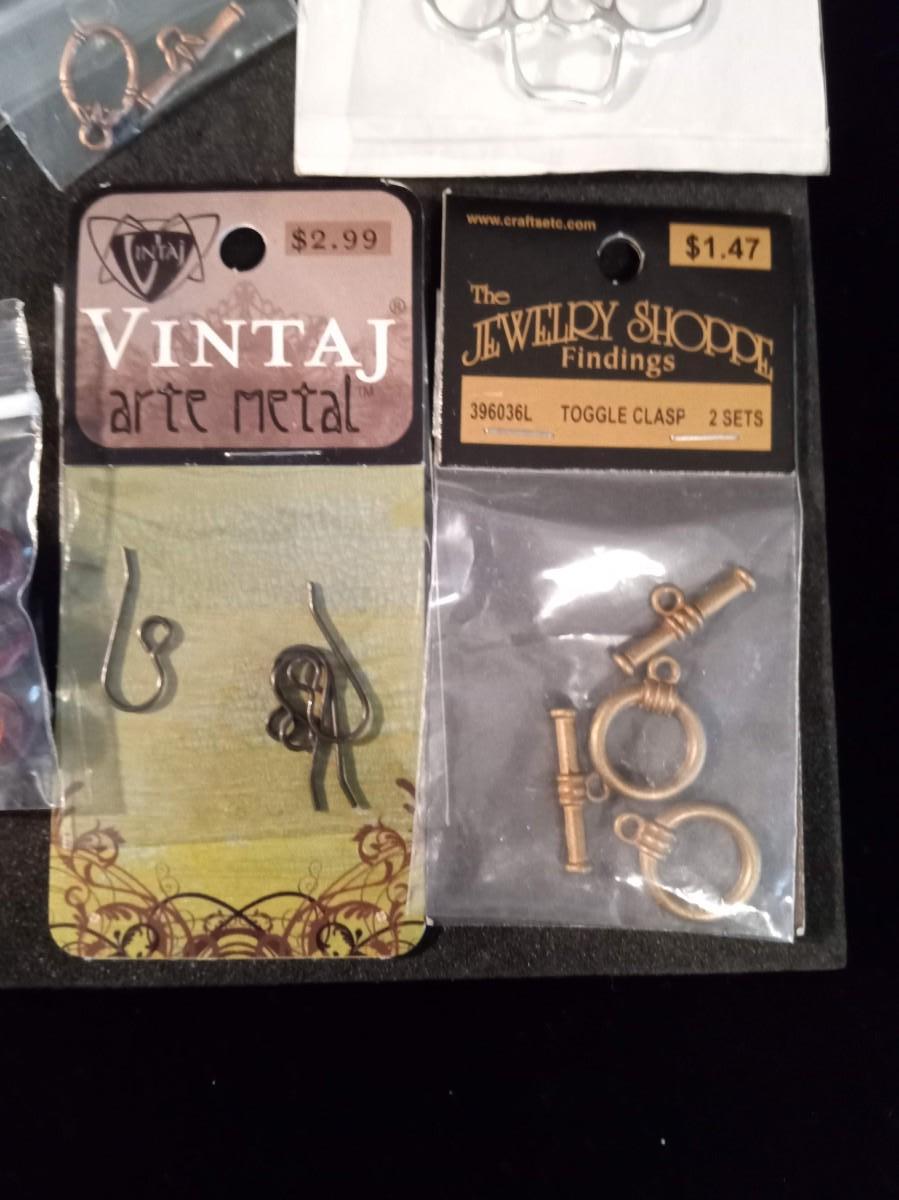 VINTAJ
$2.99
VINTAJ®
arte metal™
www.craftsetc.com
$1.47
The
JEWELRY SHOPPE
Findings
396036L TOGGLE CLASP 2 SETS